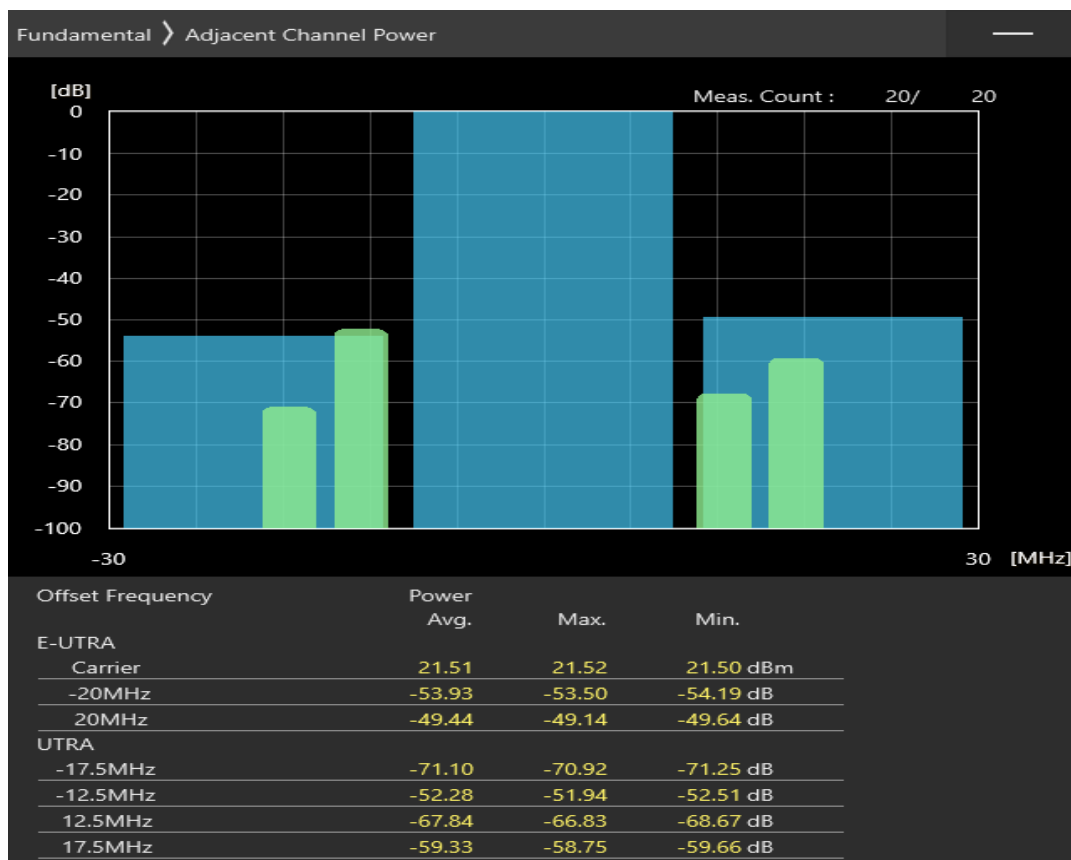 Fundamental ❯ Adjacent Channel Power
[dB]
Meas. Count : 20/ 20
0
-10
-20
-30
-40
-50
-60
-70
-80
-90
-100
-30 30 [MHz]
Offset Frequency Power
Avg. Max. Min.
E-UTRA
Carrier 21.51 21.52 21.50 dBm
-20MHz -53.93 -53.50 -54.19 dB
20MHz -49.44 -49.14 -49.64 dB
UTRA
-17.5MHz -71.10 -70.92 -71.25 dB
-12.5MHz -52.28 -51.94 -52.51 dB
12.5MHz -67.84 -66.83 -68.67 dB
17.5MHz -59.33 -58.75 -59.66 dB